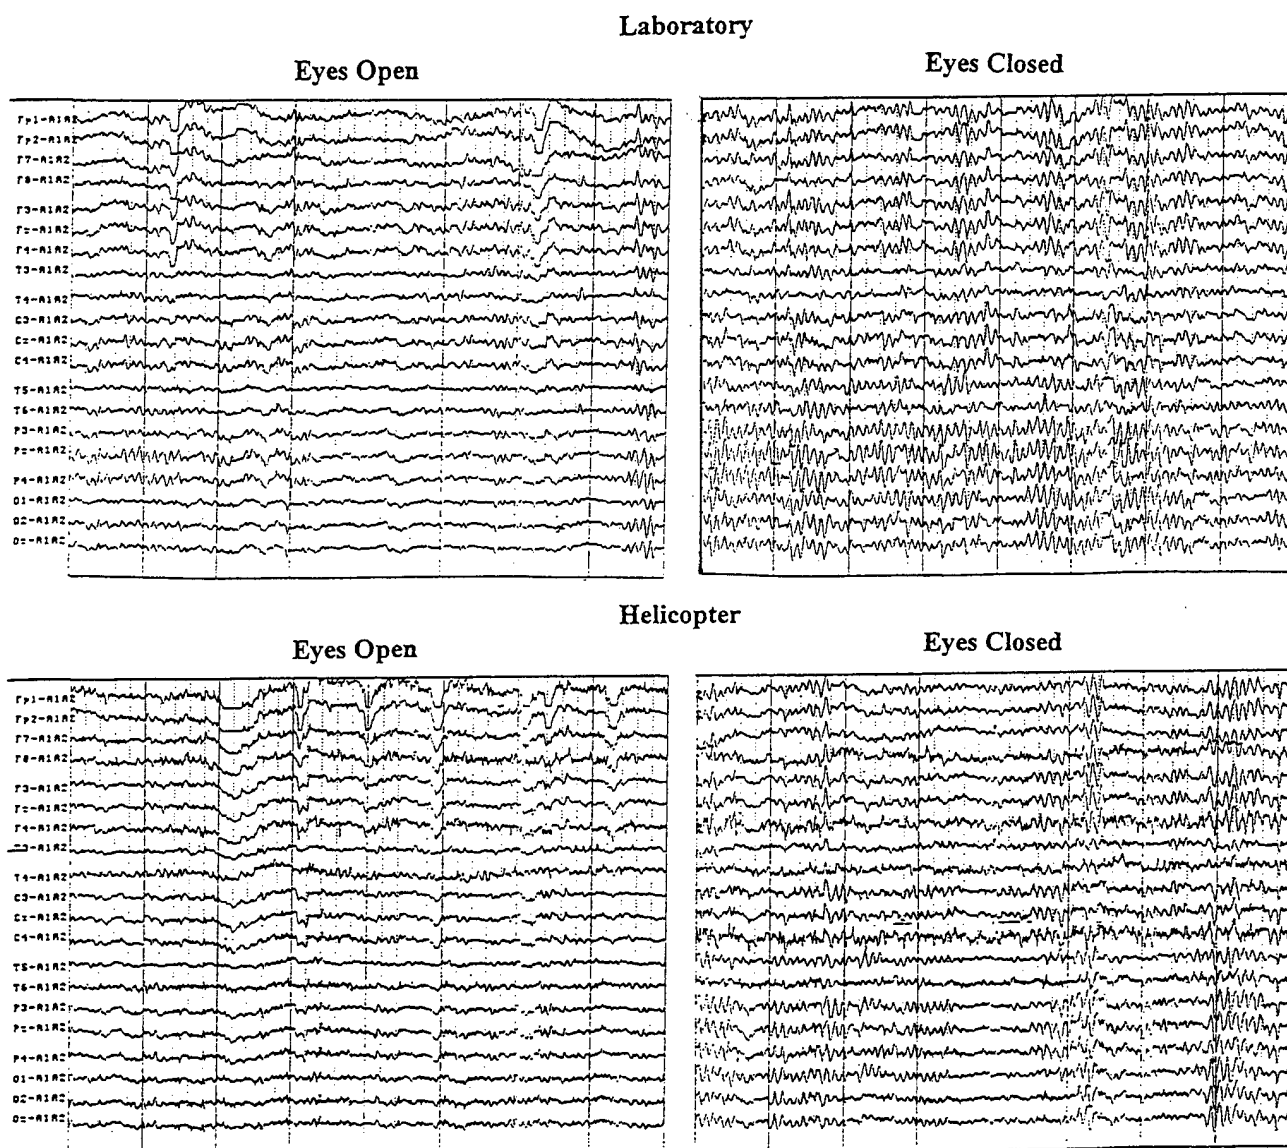 Laboratory
Eyes Open
Eyes Closed
Fp1-A1A2
Fp2-A1A2
F7-A1A2
F8-A1A2
F3-A1A2
Fz-A1A2
F4-A1A2
T3-A1A2
T4-A1A2
C3-A1A2
Cz-A1A2
C4-A1A2
T5-A1A2
T6-A1A2
P3-A1A2
Pz-A1A2
P4-A1A2
O1-A1A2
O2-A1A2
Oz-A1A2
Helicopter
Eyes Open
Eyes Closed
Fp1-A1A2
Fp2-A1A2
F7-A1A2
F8-A1A2
F3-A1A2
Fz-A1A2
F4-A1A2
T3-A1A2
T4-A1A2
C3-A1A2
Cz-A1A2
C4-A1A2
T5-A1A2
T6-A1A2
P3-A1A2
Pz-A1A2
P4-A1A2
O1-A1A2
O2-A1A2
Oz-A1A2